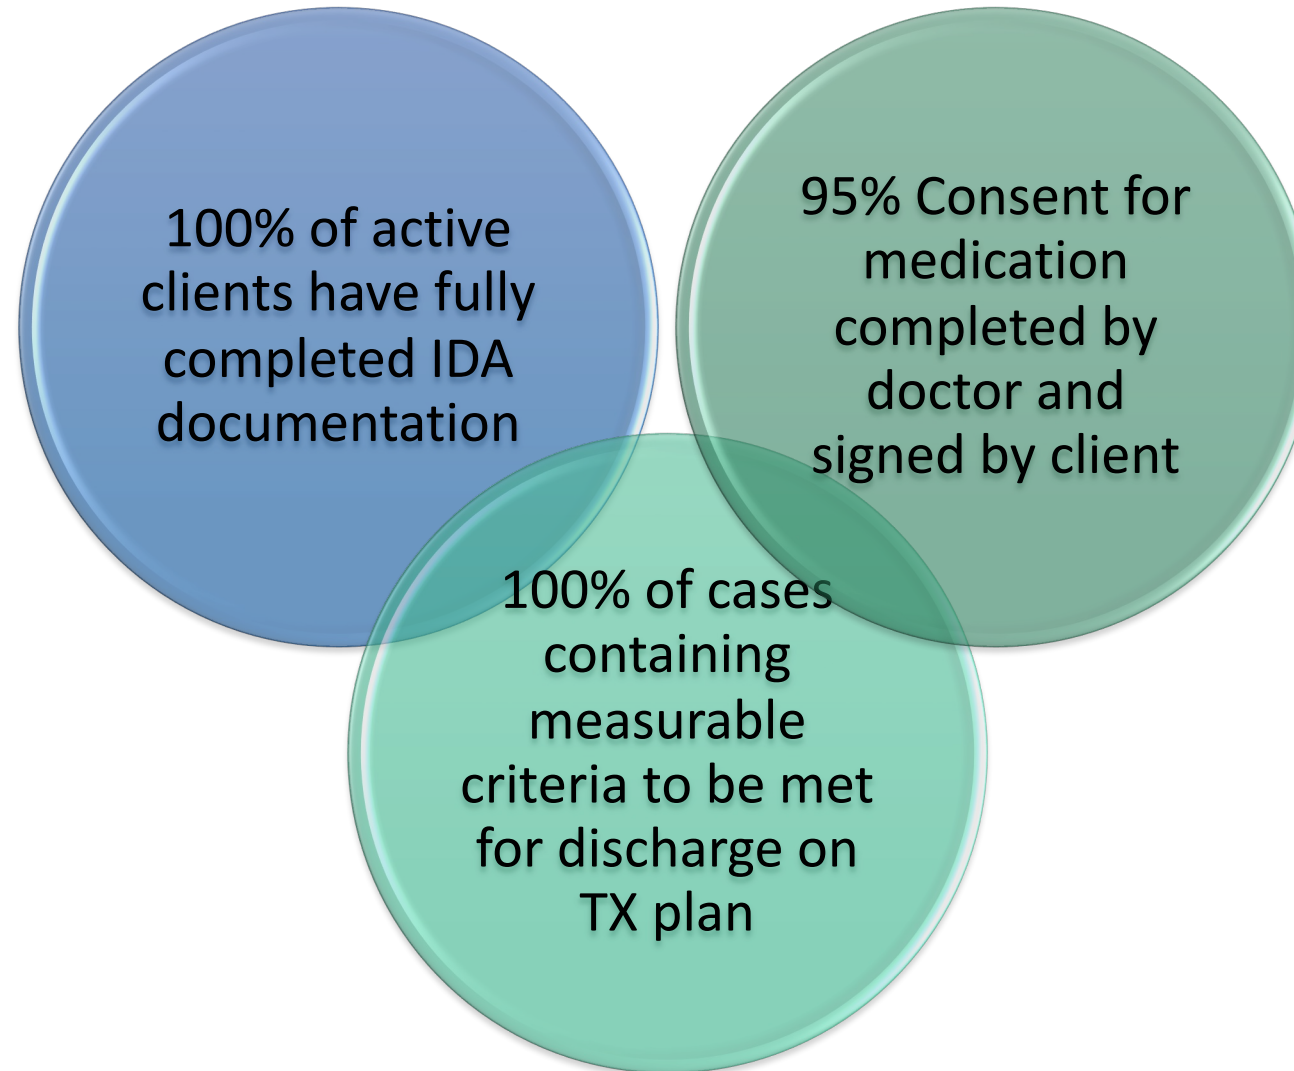 100% of active
clients have fully
completed IDA
documentation
95% Consent for
medication
completed by
doctor and
signed by client
100% of cases
containing
measurable
criteria to be met
for discharge on
TX plan